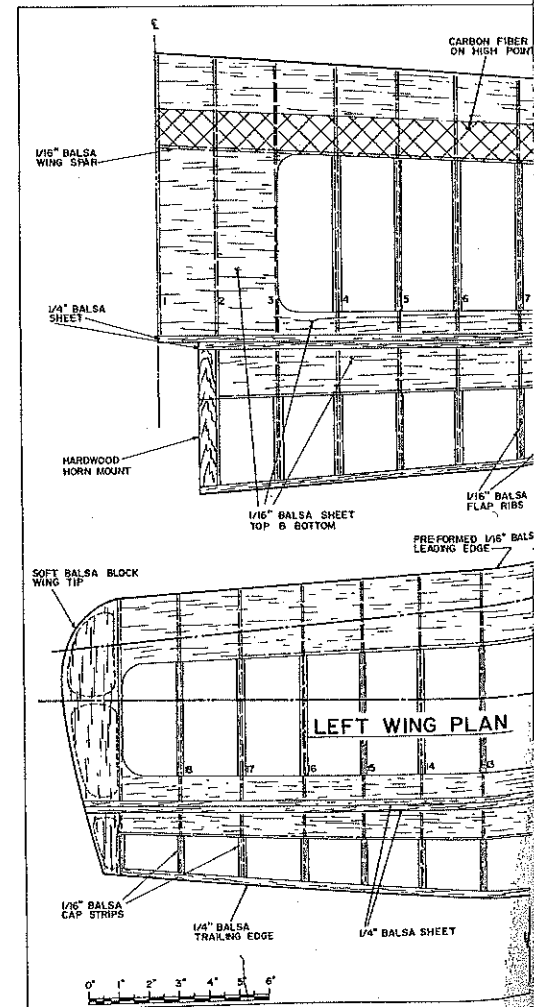 ℄
CARBON FIBER
ON HIGH POINT
1/16" BALSA
WING SPAR
1/4" BALSA
SHEET
1 2 3 4 5 6 7
HARDWOOD
HORN MOUNT
1/16" BALSA SHEET
TOP & BOTTOM
1/16" BALSA
FLAP RIBS
PRE-FORMED 1/16" BALS
LEADING EDGE
SOFT BALSA BLOCK
WING TIP
LEFT WING PLAN
18 17 16 15 14 13
1/16" BALSA
CAP STRIPS
1/4" BALSA
TRAILING EDGE
1/4" BALSA SHEET
0" 1" 2" 3" 4" 5" 6"